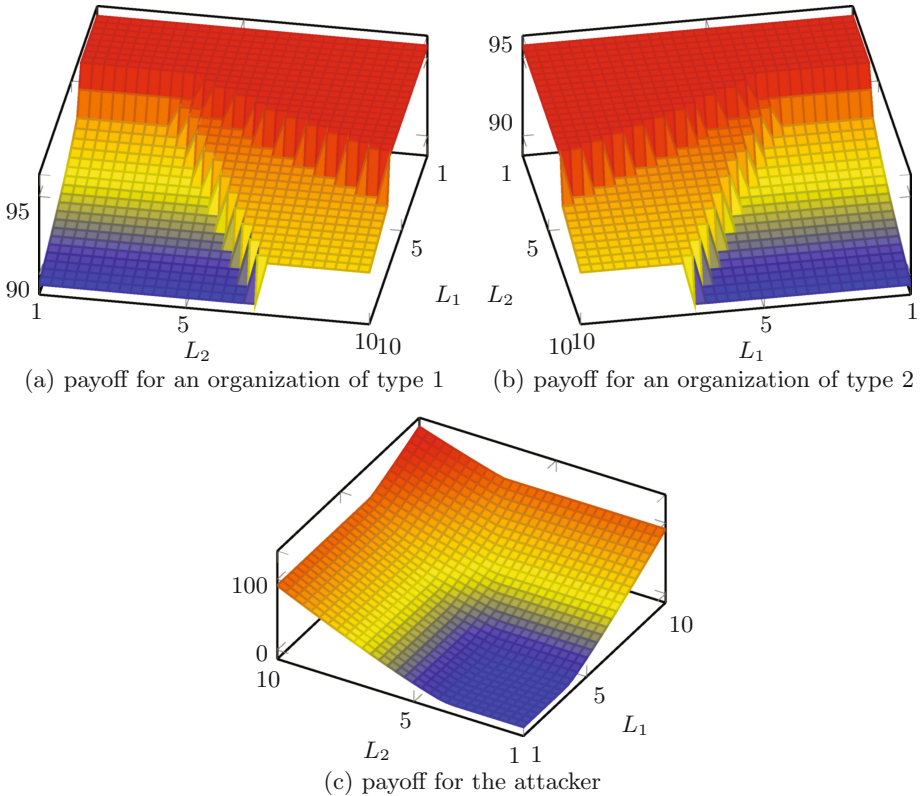 95
90
1
5
10
L₂
10
5
1
L₁
(a) payoff for an organization of type 1
95
90
1
5
10
L₂
10
5
1
L₁
(b) payoff for an organization of type 2
100
0
10
5
1
L₂
1
5
10
L₁
(c) payoff for the attacker